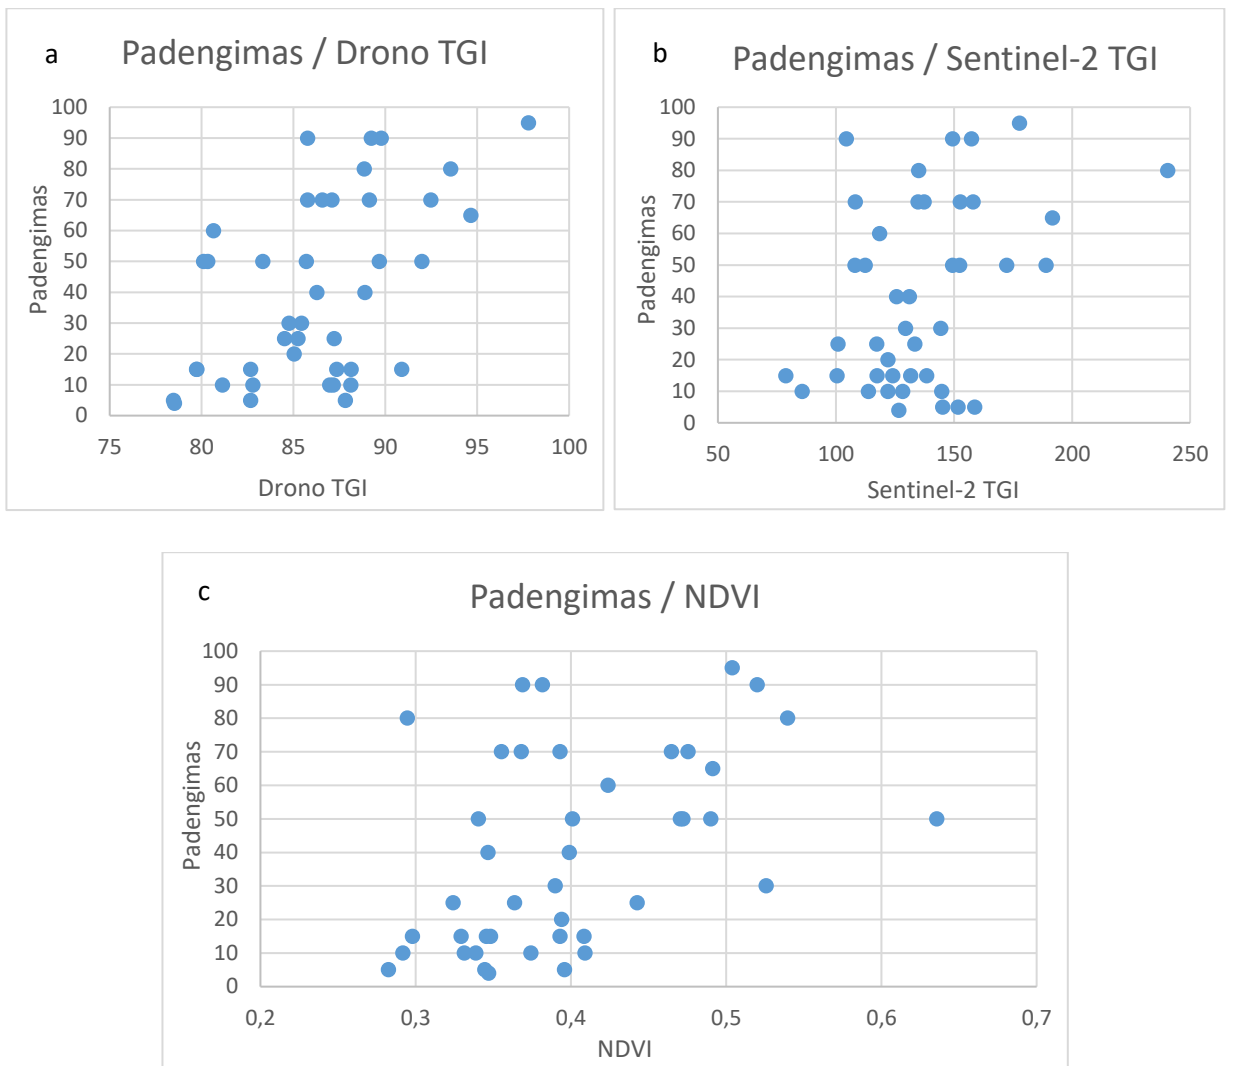 a
Padengimas / Drono TGI
100
90
80
70
60
50
40
30
20
10
0
Padengimas
75 80 85 90 95 100
Drono TGI
b
Padengimas / Sentinel-2 TGI
100
90
80
70
60
50
40
30
20
10
0
Padengimas
50 100 150 200 250
Sentinel-2 TGI
c
Padengimas / NDVI
100
90
80
70
60
50
40
30
20
10
0
Padengimas
0,2 0,3 0,4 0,5 0,6 0,7
NDVI